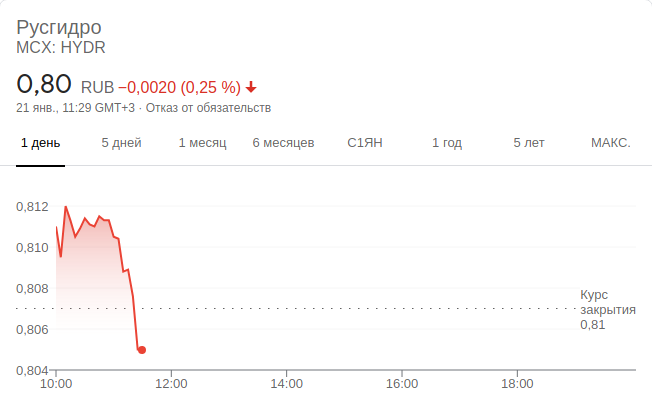 Русгидро
MCX: HYDR
0,80 RUB −0,0020 (0,25 %)
21 янв., 11:29 GMT+3 · Отказ от обязательств
1 день 5 дней 1 месяц 6 месяцев С1ЯН 1 год 5 лет МАКС.
0,812
0,810
0,808
Курс
закрытия
0,81
0,806
0,804
10:00 12:00 14:00 16:00 18:00